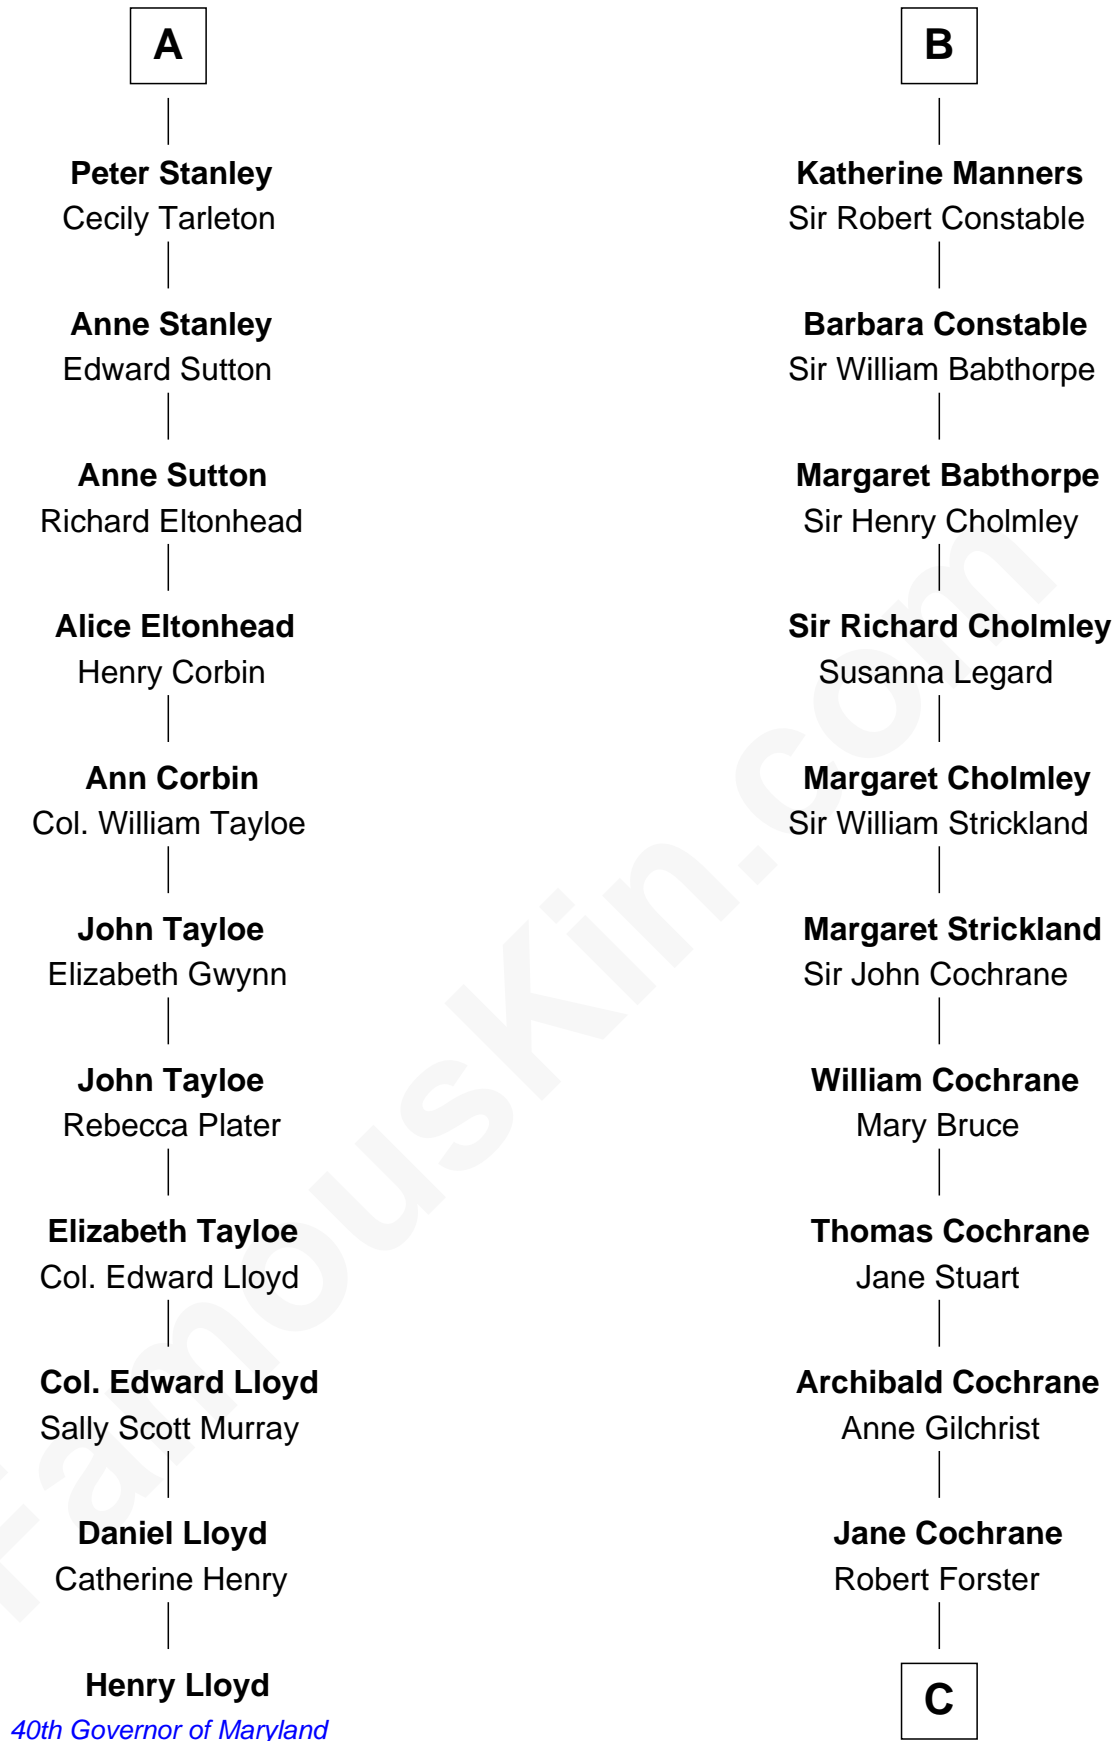 A
Peter Stanley
Cecily Tarleton
Anne Stanley
Edward Sutton
Anne Sutton
Richard Eltonhead
Alice Eltonhead
Henry Corbin
Ann Corbin
Col. William Tayloe
John Tayloe
Elizabeth Gwynn
John Tayloe
Rebecca Plater
Elizabeth Tayloe
Col. Edward Lloyd
Col. Edward Lloyd
Sally Scott Murray
Daniel Lloyd
Catherine Henry
Henry Lloyd
40th Governor of Maryland
B
Katherine Manners
Sir Robert Constable
Barbara Constable
Sir William Babthorpe
Margaret Babthorpe
Sir Henry Cholmley
Sir Richard Cholmley
Susanna Legard
Margaret Cholmley
Sir William Strickland
Margaret Strickland
Sir John Cochrane
William Cochrane
Mary Bruce
Thomas Cochrane
Jane Stuart
Archibald Cochrane
Anne Gilchrist
Jane Cochrane
Robert Forster
C
FamousKin.com